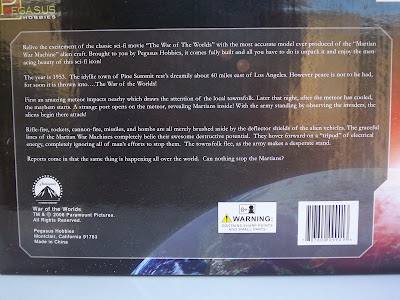 PEGASUS
HOBBIES
Relive the excitement of the classic sci-fi movie "The War of The Worlds" with the most accurate model ever produced of the "Martian
War Machine" alien craft. Brought to you by Pegasus Hobbies, it comes fully built and all you have to do is unpack it and enjoy the men-
acing beauty of this sci-fi icon!
The year is 1953. The idyllic town of Pine Summit rests dreamily about 40 miles east of Los Angeles. However peace is not to be had,
for soon it is thrown into....The War of the Worlds!
First an amazing meteor impacts nearby which draws the attention of the local townsfolk. Later that night, after the meteor has cooled,
the mayhem starts. A strange port opens on the meteor, revealing Martians inside! With the army standing by observing the invaders, the
aliens begin there attack!
Rifle-fire, rockets, cannon-fire, missiles, and bombs are all merely brushed aside by the deflector shields of the alien vehicles. The graceful
lines of the Martian War Machines completely belie their awesome destructive potential. They hover forward on a "tripod" of electrical
energy, completely ignoring all of man's efforts to stop them. The townsfolk flee, as the army makes a desperate stand.
Reports come in that the same thing is happening all over the world. Can nothing stop the Martians?
War of the Worlds
TM & © 2008 Paramount Pictures.
Pegasus Hobbies
Montclair, California 91763
Made in China
8+
WARNING:
CONTAINS SHARP POINTS
AND SMALL PARTS